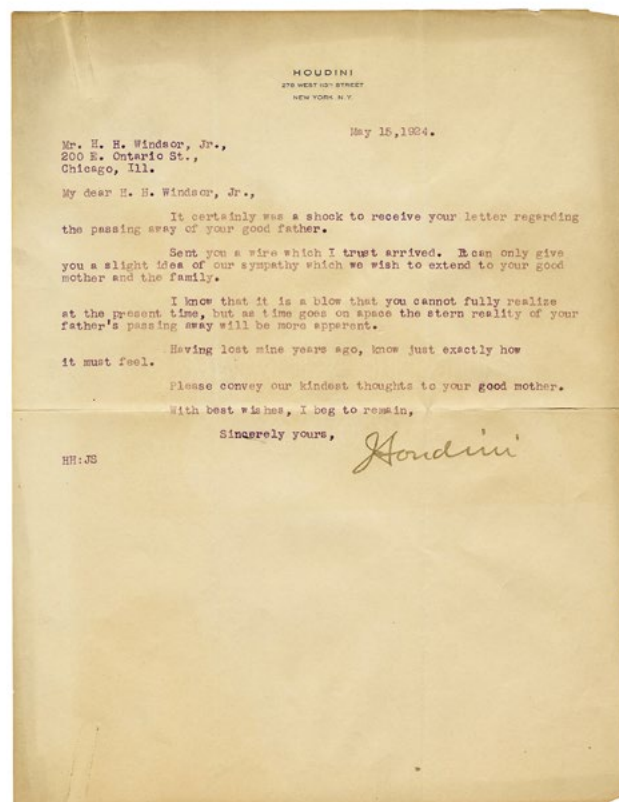 HOUDINI
278 WEST 113TH STREET
NEW YORK, N.Y.
May 15,1924.
Mr. H. H. Windsor, Jr.,
200 E. Ontario St.,
Chicago, Ill.
My dear H. H. Windsor, Jr.,
It certainly was a shock to receive your letter regarding
the passing away of your good father.
Sent you a wire which I trust arrived. It can only give
you a slight idea of our sympathy which we wish to extend to your good
mother and the family.
I know that it is a blow that you cannot fully realize
at the present time, but as time goes on apace the stern reality of your
father's passing away will be more apparent.
Having lost mine years ago, know just exactly how
it must feel.
Please convey our kindest thoughts to your good mother.
With best wishes, I beg to remain,
Sincerely yours,
Houdini
HH:JS